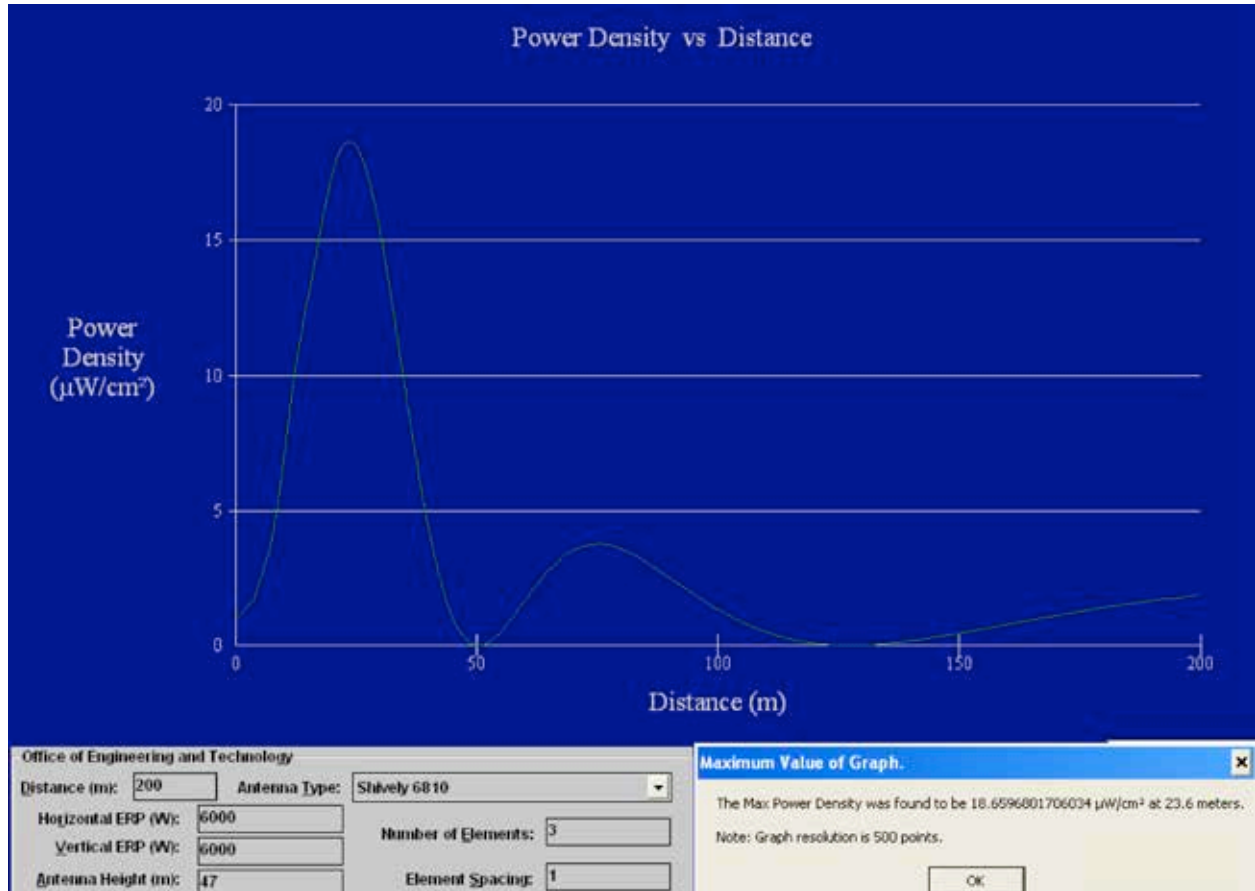 Power Density vs Distance
20
15
Power
Density
(µW/cm²)
10
5
0
0 50 100 150 200
Distance (m)
Office of Engineering and Technology
Distance (m): 200 Antenna Type: Shively 6810
Horizontal ERP (W): 6000
Number of Elements: 3
Vertical ERP (W): 6000
Antenna Height (m): 47 Element Spacing: 1
Maximum Value of Graph.
The Max Power Density was found to be 18.6596801706034 µW/cm² at 23.6 meters.
Note: Graph resolution is 500 points.
OK